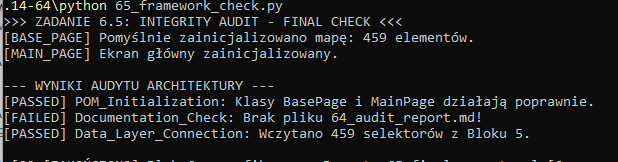 .14-64\python 65_framework_check.py
>>> ZADANIE 6.5: INTEGRITY AUDIT - FINAL CHECK <<<
[BASE_PAGE] Pomyślnie zainicjalizowano mapę: 459 elementów.
[MAIN_PAGE] Ekran główny zainicjalizowany.
--- WYNIKI AUDYTU ARCHITEKTURY ---
[PASSED] POM_Initialization: Klasy BasePage i MainPage działają poprawnie.
[FAILED] Documentation_Check: Brak pliku 64_audit_report.md!
[PASSED] Data_Layer_Connection: Wczytano 459 selektorów z Bloku 5.